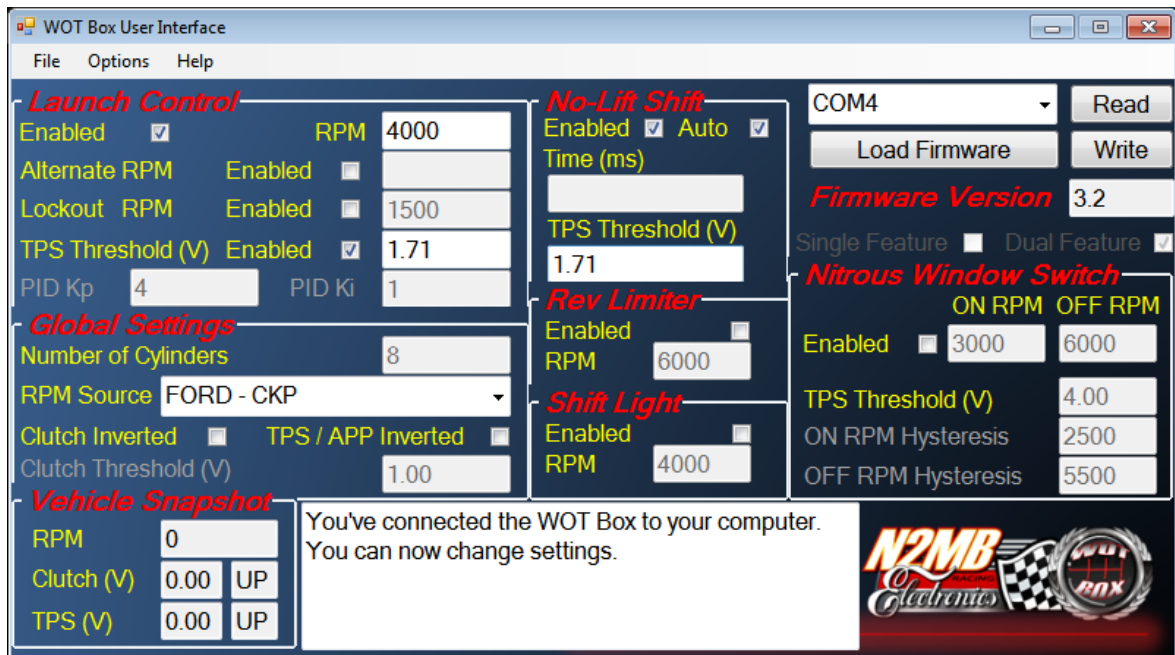 WOT Box User Interface
File Options Help
Launch Control
Enabled RPM 4000
Alternate RPM Enabled
Lockout RPM Enabled 1500
TPS Threshold (V) Enabled 1.71
PID Kp 4 PID Ki 1
Global Settings
Number of Cylinders 8
RPM Source FORD - CKP
Clutch Inverted TPS / APP Inverted
Clutch Threshold (V) 1.00
Vehicle Snapshot
RPM 0
Clutch (V) 0.00 UP
TPS (V) 0.00 UP
No-Lift Shift
Enabled Auto
Time (ms)
TPS Threshold (V)
1.71
Rev Limiter
Enabled
RPM 6000
Shift Light
Enabled
RPM 4000
COM4 Read
Load Firmware Write
Firmware Version 3.2
Single Feature Dual Feature
Nitrous Window Switch
ON RPM OFF RPM
Enabled 3000 6000
TPS Threshold (V) 4.00
ON RPM Hysteresis 2500
OFF RPM Hysteresis 5500
You've connected the WOT Box to your computer.
You can now change settings.
N2MB
RACING
Electronics
WOT
BOX